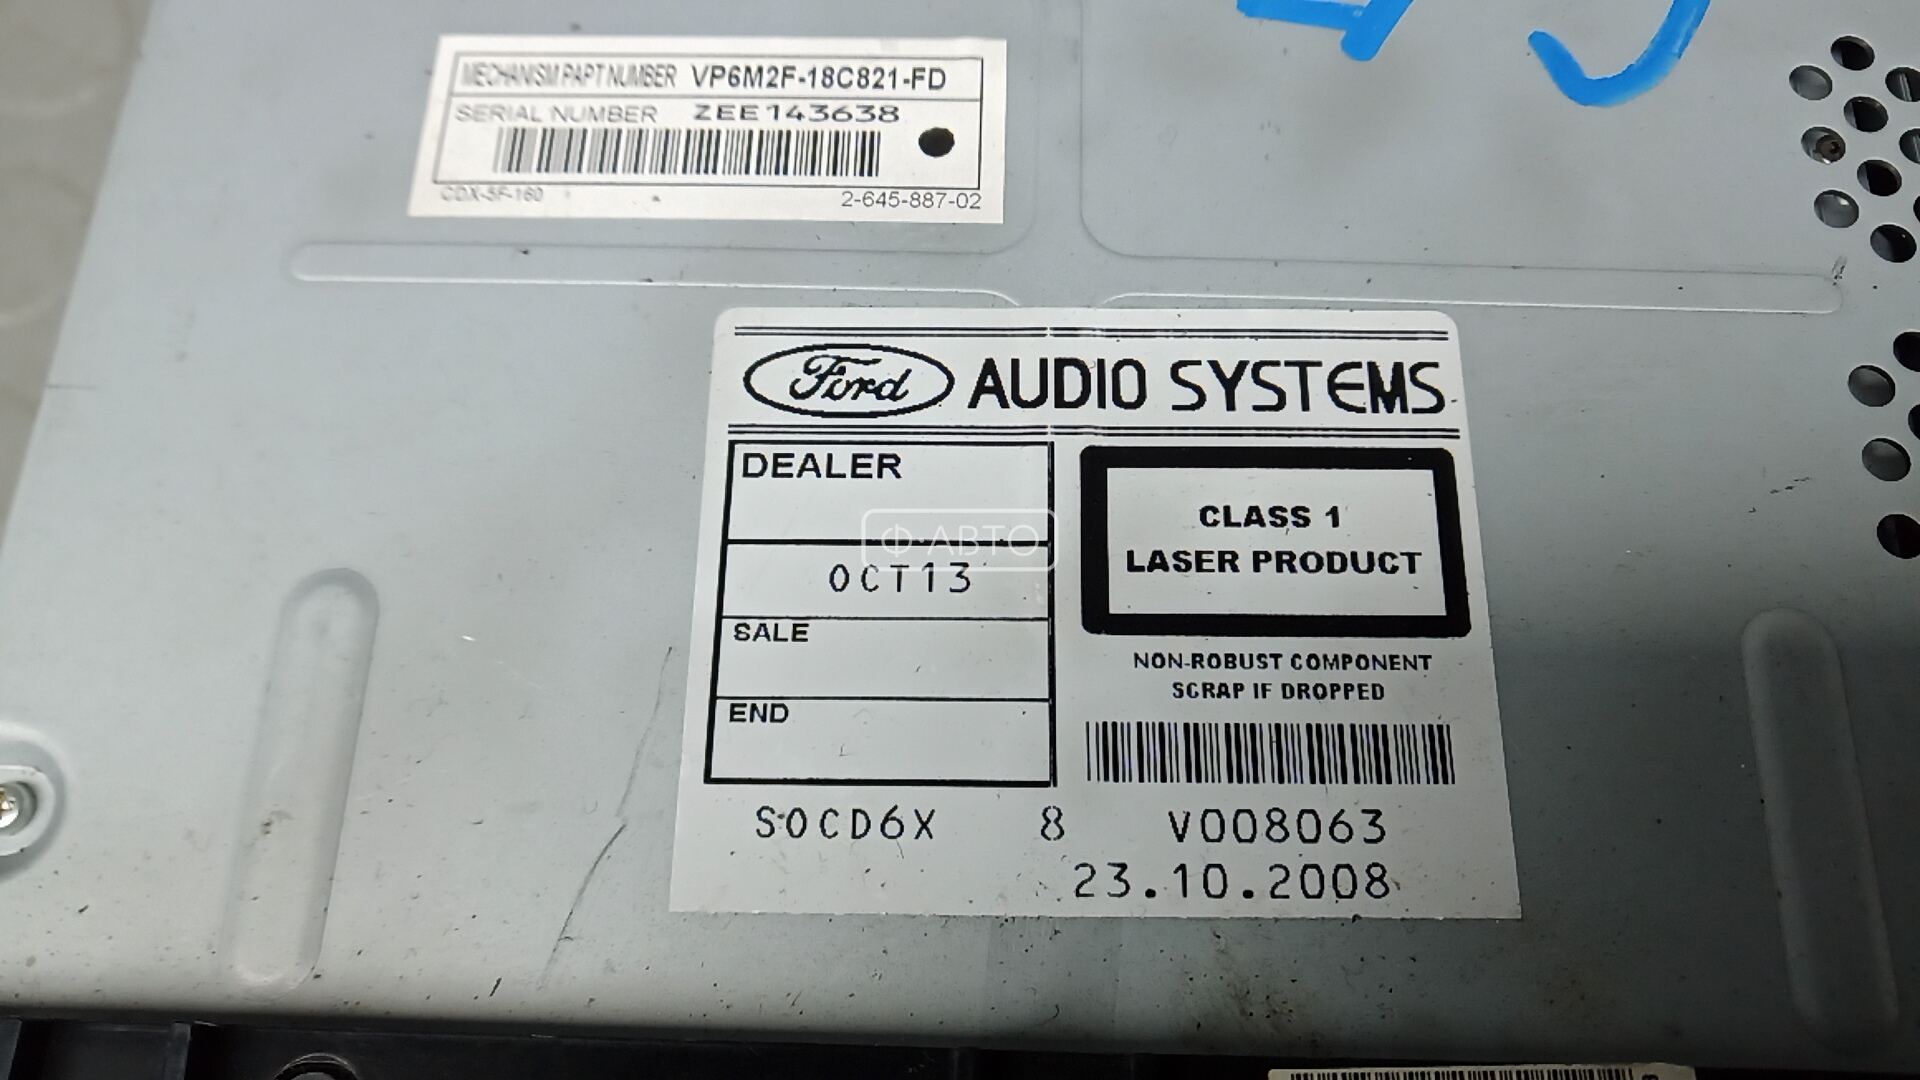 MECHANISM PART NUMBER VP6M2F-18C821-FD
SERIAL NUMBER ZEE143638
CDX-5F-160 2-645-887-02
Ford AUDIO SYSTEMS
DEALER
OCT13
SALE
END
CLASS 1
LASER PRODUCT
NON-ROBUST COMPONENT
SCRAP IF DROPPED
SOCD6X 8 V008063
23.10.2008
Ф·АВТО